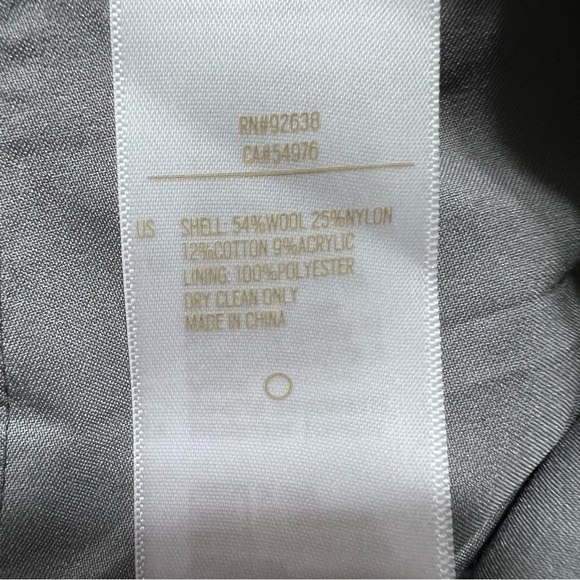 RN#92638
CA#54976
US SHELL: 54%WOOL 25%NYLON
12%COTTON 9%ACRYLIC
LINING: 100%POLYESTER
DRY CLEAN ONLY
MADE IN CHINA